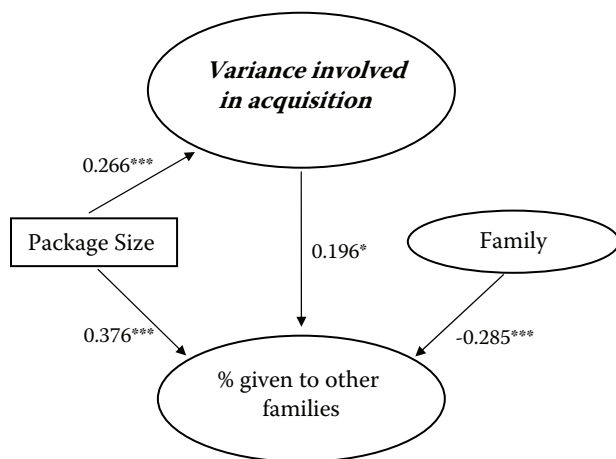 Variance involved
in acquisition
0.266***
Package Size
0.196*
Family
0.376***
-0.285***
% given to other
families